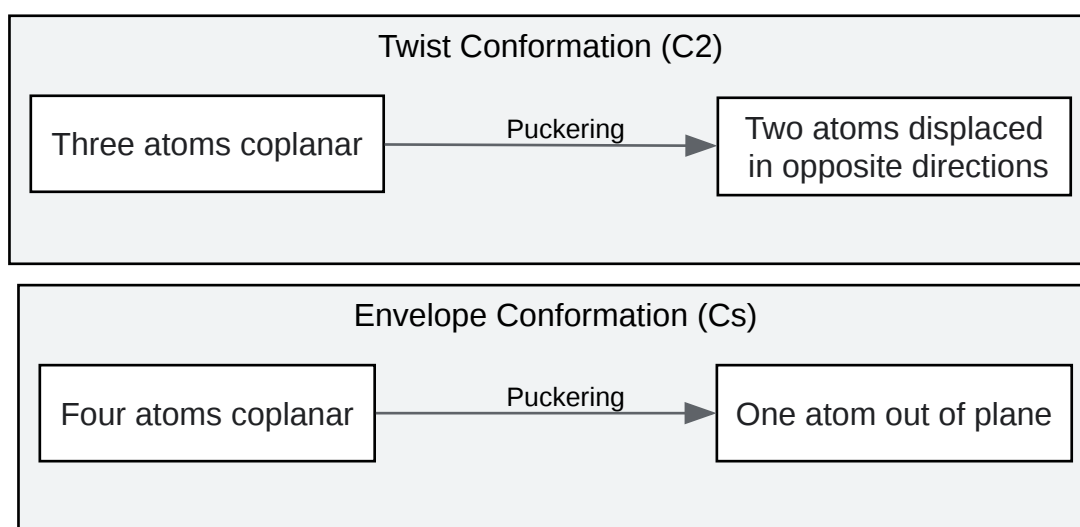 Twist Conformation (C2)
Three atoms coplanar
Puckering
Two atoms displaced
in opposite directions
Envelope Conformation (Cs)
Four atoms coplanar
Puckering
One atom out of plane